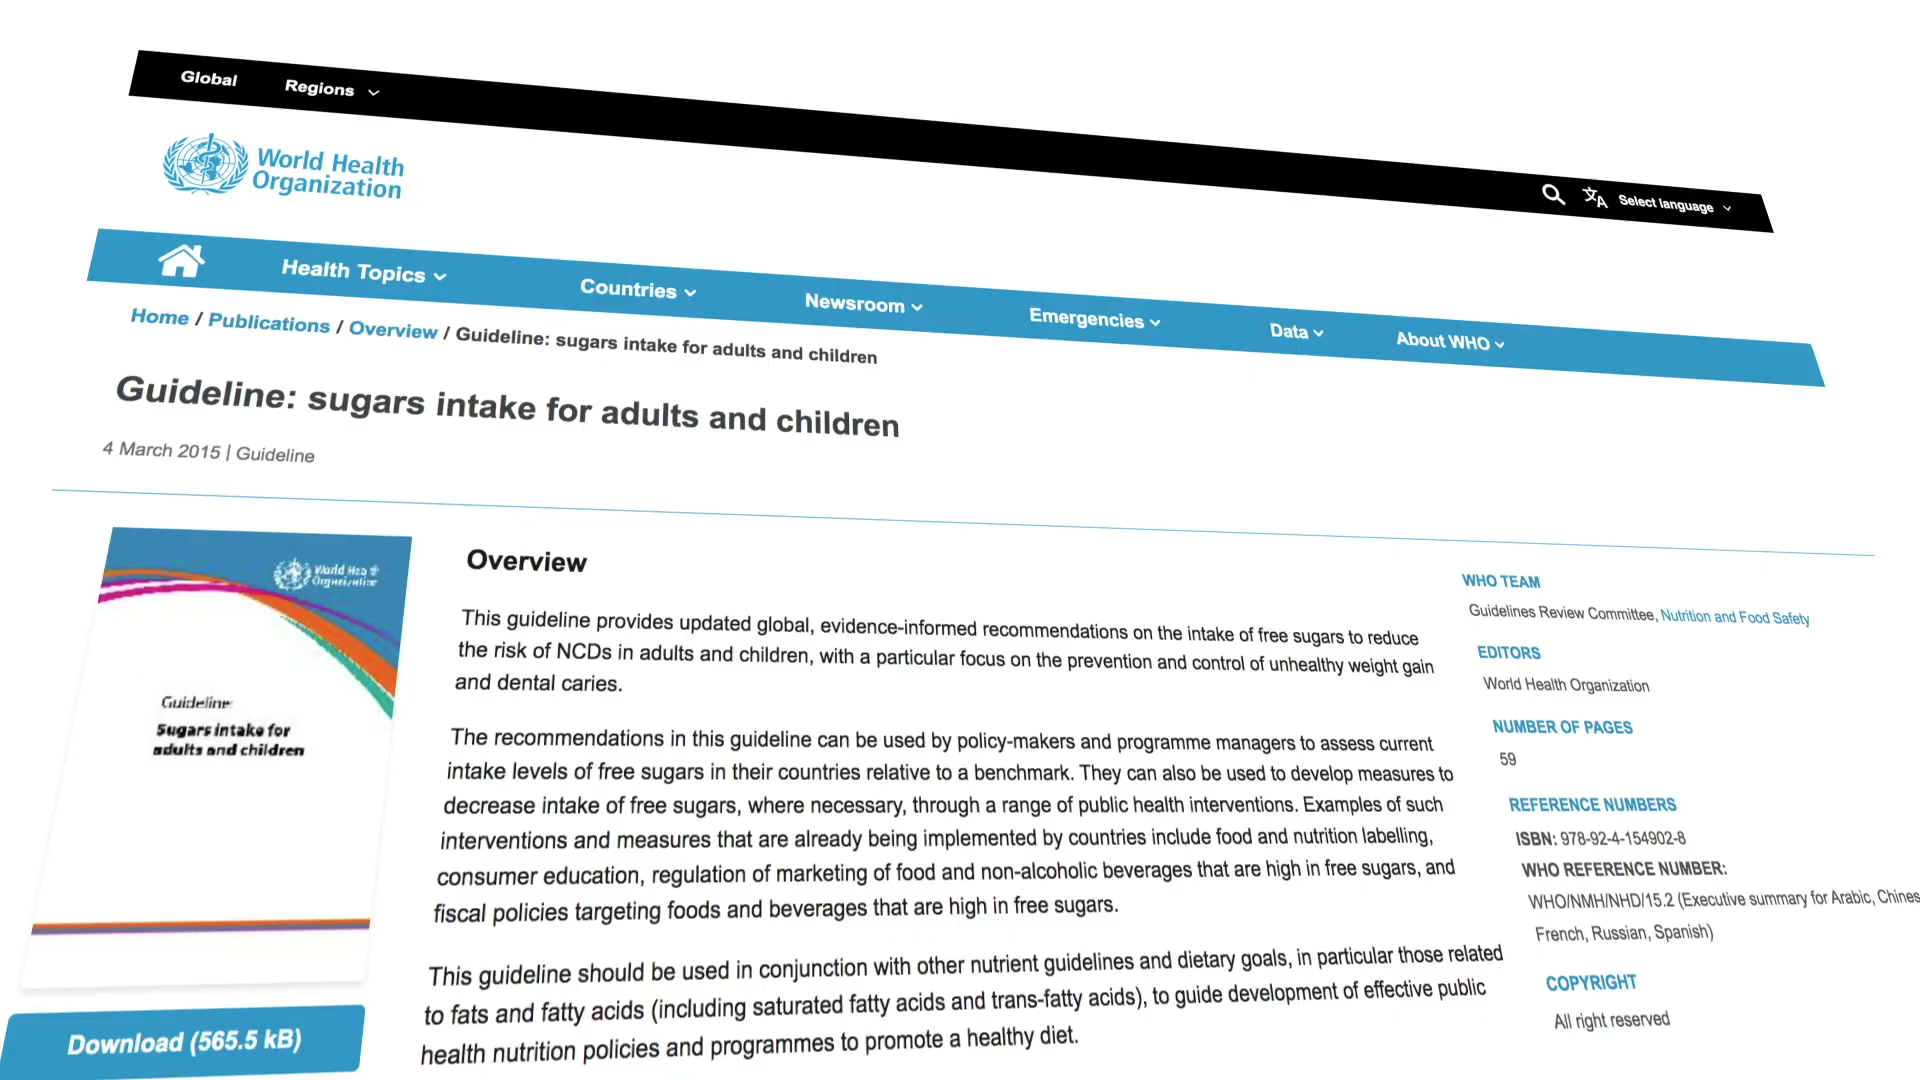 Global
Regions
Select language
World Health
Organization
Health Topics
Countries
Newsroom
Emergencies
Data
About WHO
Home / Publications / Overview / Guideline: sugars intake for adults and children
Guideline: sugars intake for adults and children
4 March 2015 | Guideline
World Hea
Organization
Guideline:
Sugars intake for
adults and children
Download (565.5 kB)
Overview
This guideline provides updated global, evidence-informed recommendations on the intake of free sugars to reduce
the risk of NCDs in adults and children, with a particular focus on the prevention and control of unhealthy weight gain
and dental caries.
The recommendations in this guideline can be used by policy-makers and programme managers to assess current
intake levels of free sugars in their countries relative to a benchmark. They can also be used to develop measures to
decrease intake of free sugars, where necessary, through a range of public health interventions. Examples of such
interventions and measures that are already being implemented by countries include food and nutrition labelling,
consumer education, regulation of marketing of food and non-alcoholic beverages that are high in free sugars, and
fiscal policies targeting foods and beverages that are high in free sugars.
This guideline should be used in conjunction with other nutrient guidelines and dietary goals, in particular those related
to fats and fatty acids (including saturated fatty acids and trans-fatty acids), to guide development of effective public
health nutrition policies and programmes to promote a healthy diet.
WHO TEAM
Guidelines Review Committee, Nutrition and Food Safety
EDITORS
World Health Organization
NUMBER OF PAGES
59
REFERENCE NUMBERS
ISBN: 978-92-4-154902-8
WHO REFERENCE NUMBER:
WHO/NMH/NHD/15.2 (Executive summary for Arabic, Chines
French, Russian, Spanish)
COPYRIGHT
All right reserved